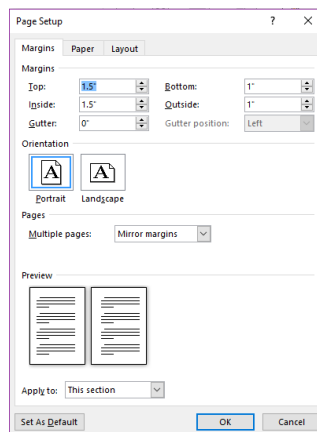 Page Setup ? ×
Margins Paper Layout
Margins
Top: 1.5" Bottom: 1"
Inside: 1.5" Outside: 1"
Gutter: 0" Gutter position: Left
Orientation
A A
Portrait Landscape
Pages
Multiple pages: Mirror margins
Preview
Apply to: This section
Set As Default OK Cancel